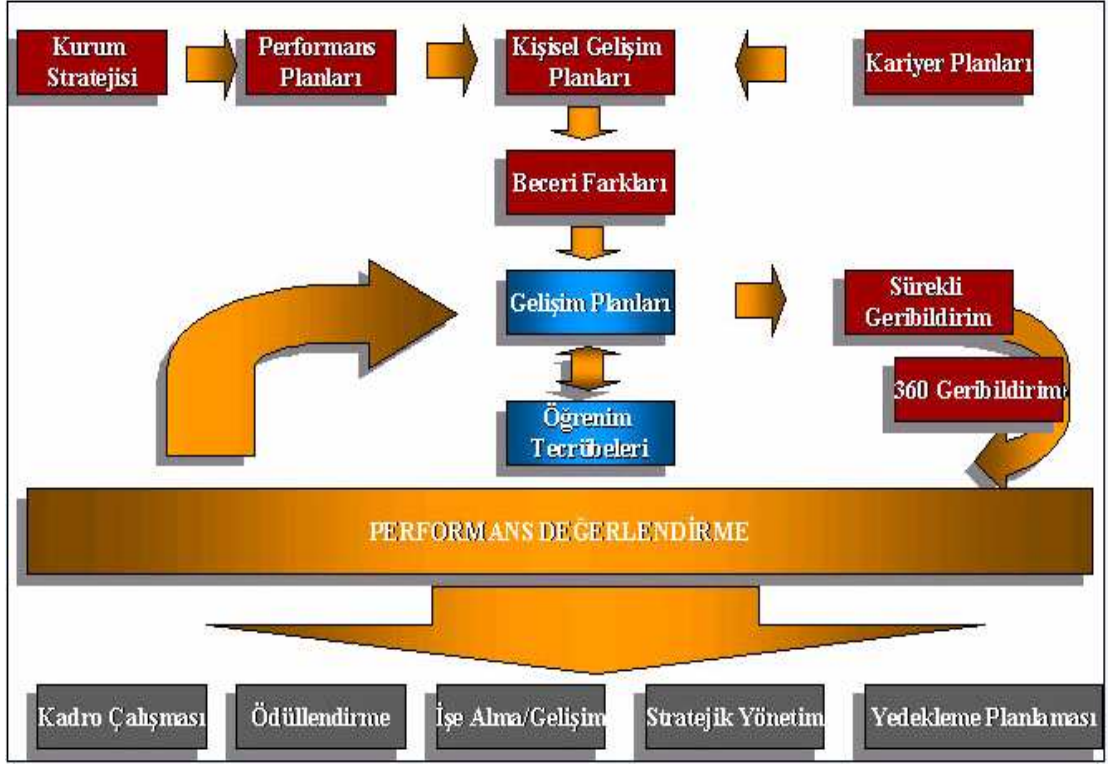 Kurum
Stratejisi
Performans
Planları
Kişisel Gelişim
Planları
Kariyer Planları
Beceri Farkları
Gelişim Planları
Sürekli
Geribildirim
360 Geribildirim
Öğrenim
Tecrübeleri
PERFORMANS DEĞERLENDİRME
Kadro Çalışması
Ödüllendirme
İşe Alma/Gelişim
Stratejik Yönetim
Yedekleme Planlaması